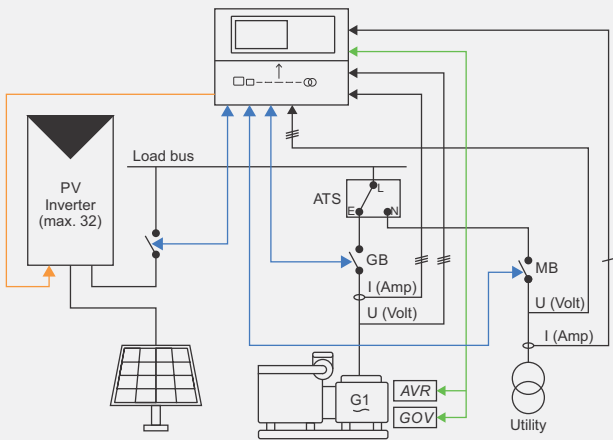 Load bus
PV
Inverter
(max. 32)
ATS
L
E
N
GB
MB
I (Amp)
U (Volt)
U (Volt)
I (Amp)
G1
AVR
GOV
Utility